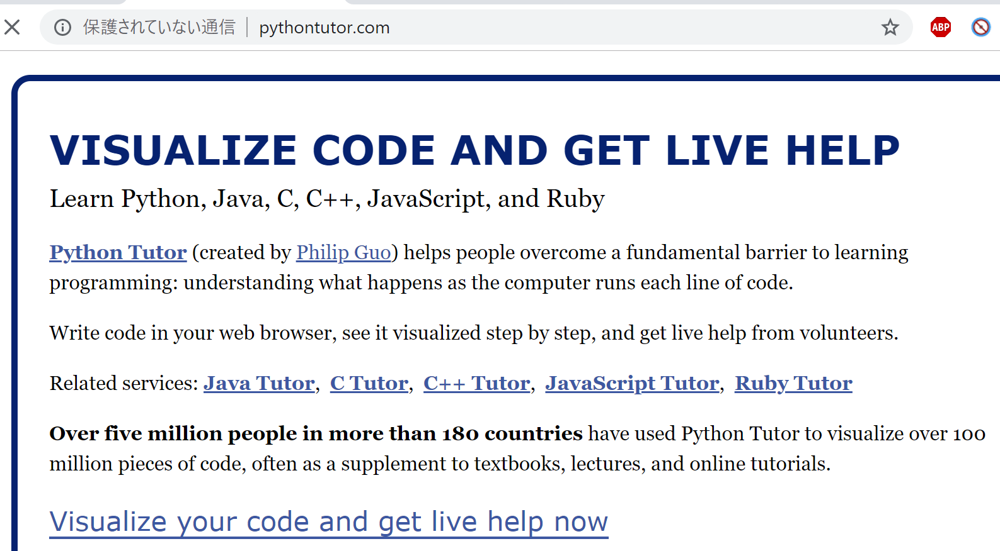 保護されていない通信 pythontutor.com ABP
VISUALIZE CODE AND GET LIVE HELP
Learn Python, Java, C, C++, JavaScript, and Ruby
Python Tutor (created by Philip Guo) helps people overcome a fundamental barrier to learning
programming: understanding what happens as the computer runs each line of code.
Write code in your web browser, see it visualized step by step, and get live help from volunteers.
Related services: Java Tutor, C Tutor, C++ Tutor, JavaScript Tutor, Ruby Tutor
Over five million people in more than 180 countries have used Python Tutor to visualize over 100
million pieces of code, often as a supplement to textbooks, lectures, and online tutorials.
Visualize your code and get live help now